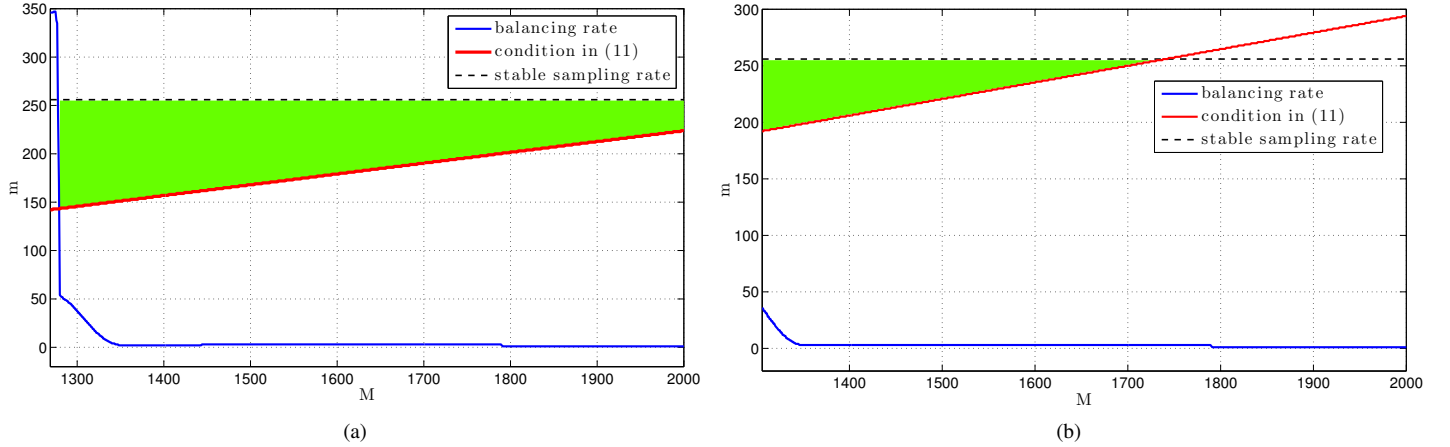 350
300
250
200
150
100
50
0
m
1300 1400 1500 1600 1700 1800 1900 2000
M
balancing rate
condition in (11)
stable sampling rate
(a)
300
250
200
150
100
50
0
m
1400 1500 1600 1700 1800 1900 2000
M
balancing rate
condition in (11)
stable sampling rate
(b)